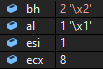 bh 2 '\x2'
al 1 '\x1'
esi 1
ecx 8